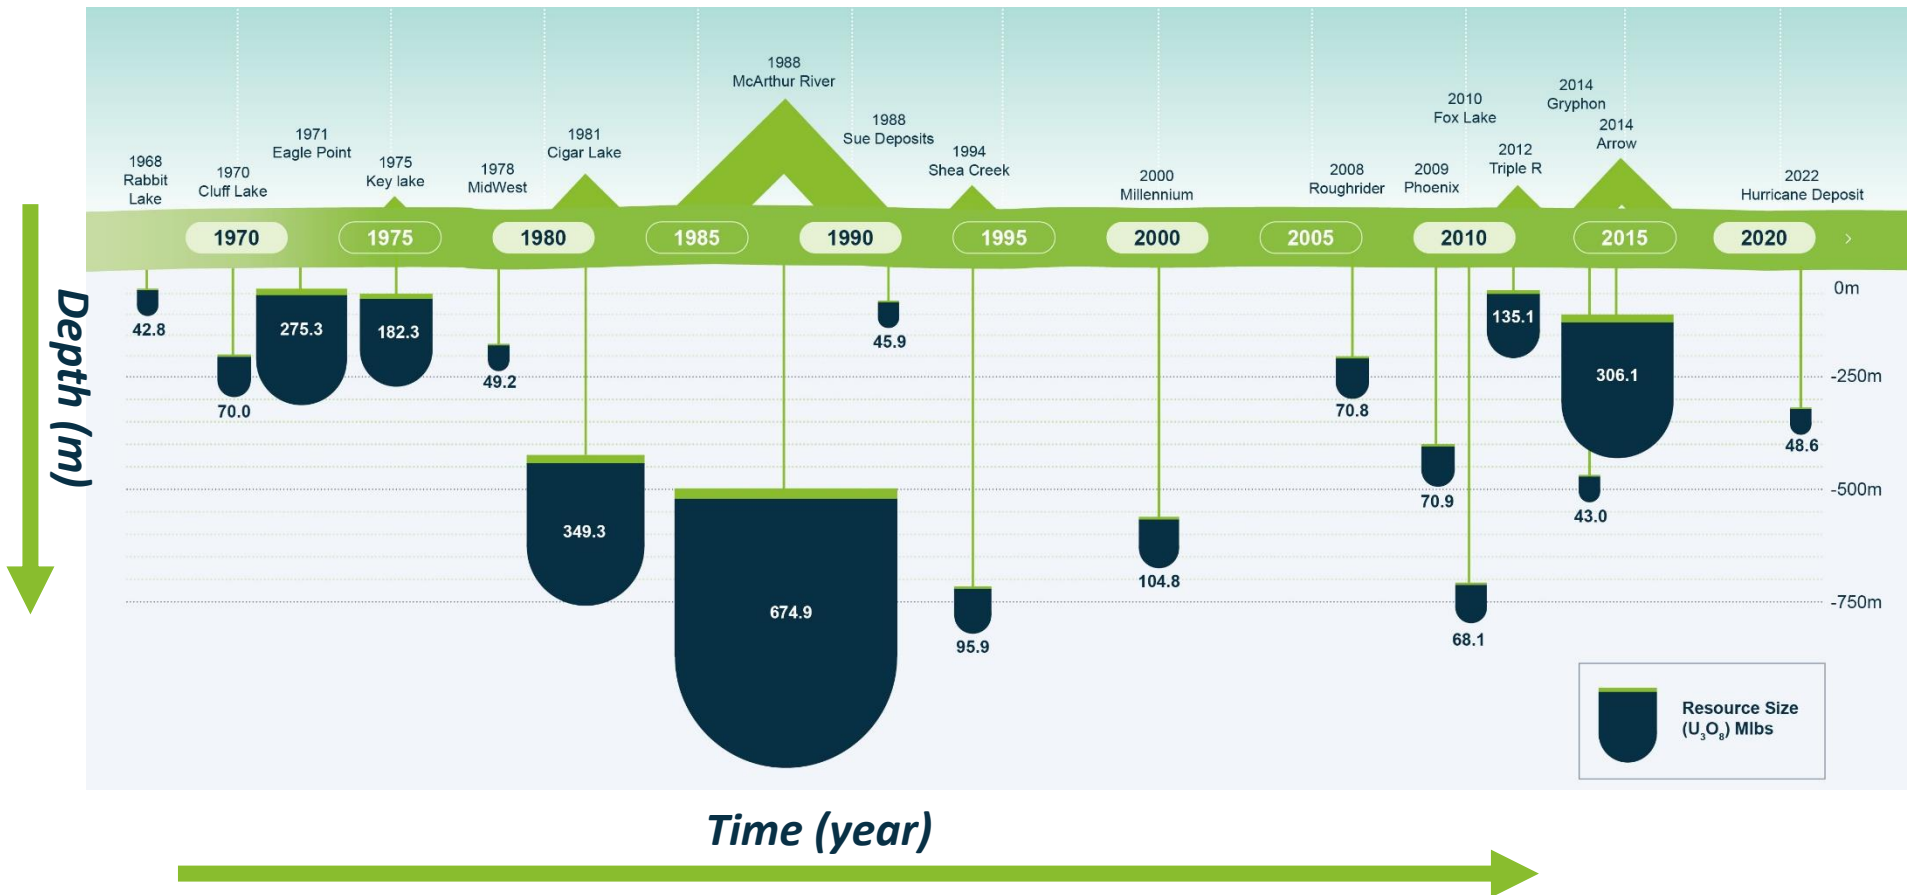 1968
Rabbit
Lake
1970
Cluff Lake
1971
Eagle Point
1975
Key lake
1978
MidWest
1981
Cigar Lake
1988
McArthur River
1988
Sue Deposits
1994
Shea Creek
2000
Millennium
2008
Roughrider
2009
Phoenix
2010
Fox Lake
2012
Triple R
2014
Gryphon
2014
Arrow
2022
Hurricane Deposit
1970
1975
1980
1985
1990
1995
2000
2005
2010
2015
2020
Depth (m)
0m
-250m
-500m
-750m
42.8
70.0
275.3
182.3
49.2
349.3
674.9
45.9
95.9
104.8
70.8
70.9
68.1
135.1
43.0
306.1
48.6
Resource Size
(U₃O₈) Mlbs
Time (year)